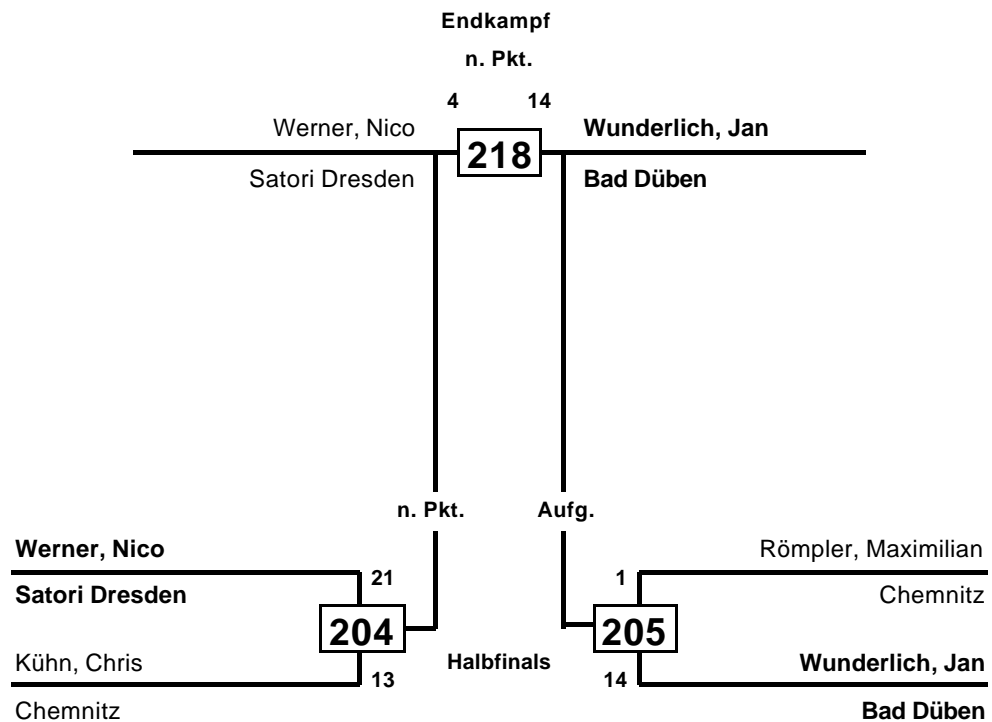 Endkampf
n. Pkt.
4 14
Werner, Nico 218 Wunderlich, Jan
Satori Dresden Bad Düben
n. Pkt. Aufg.
Werner, Nico Römpler, Maximilian
21 1
Satori Dresden Chemnitz
204 205
Kühn, Chris Halbfinals Wunderlich, Jan
13 14
Chemnitz Bad Düben